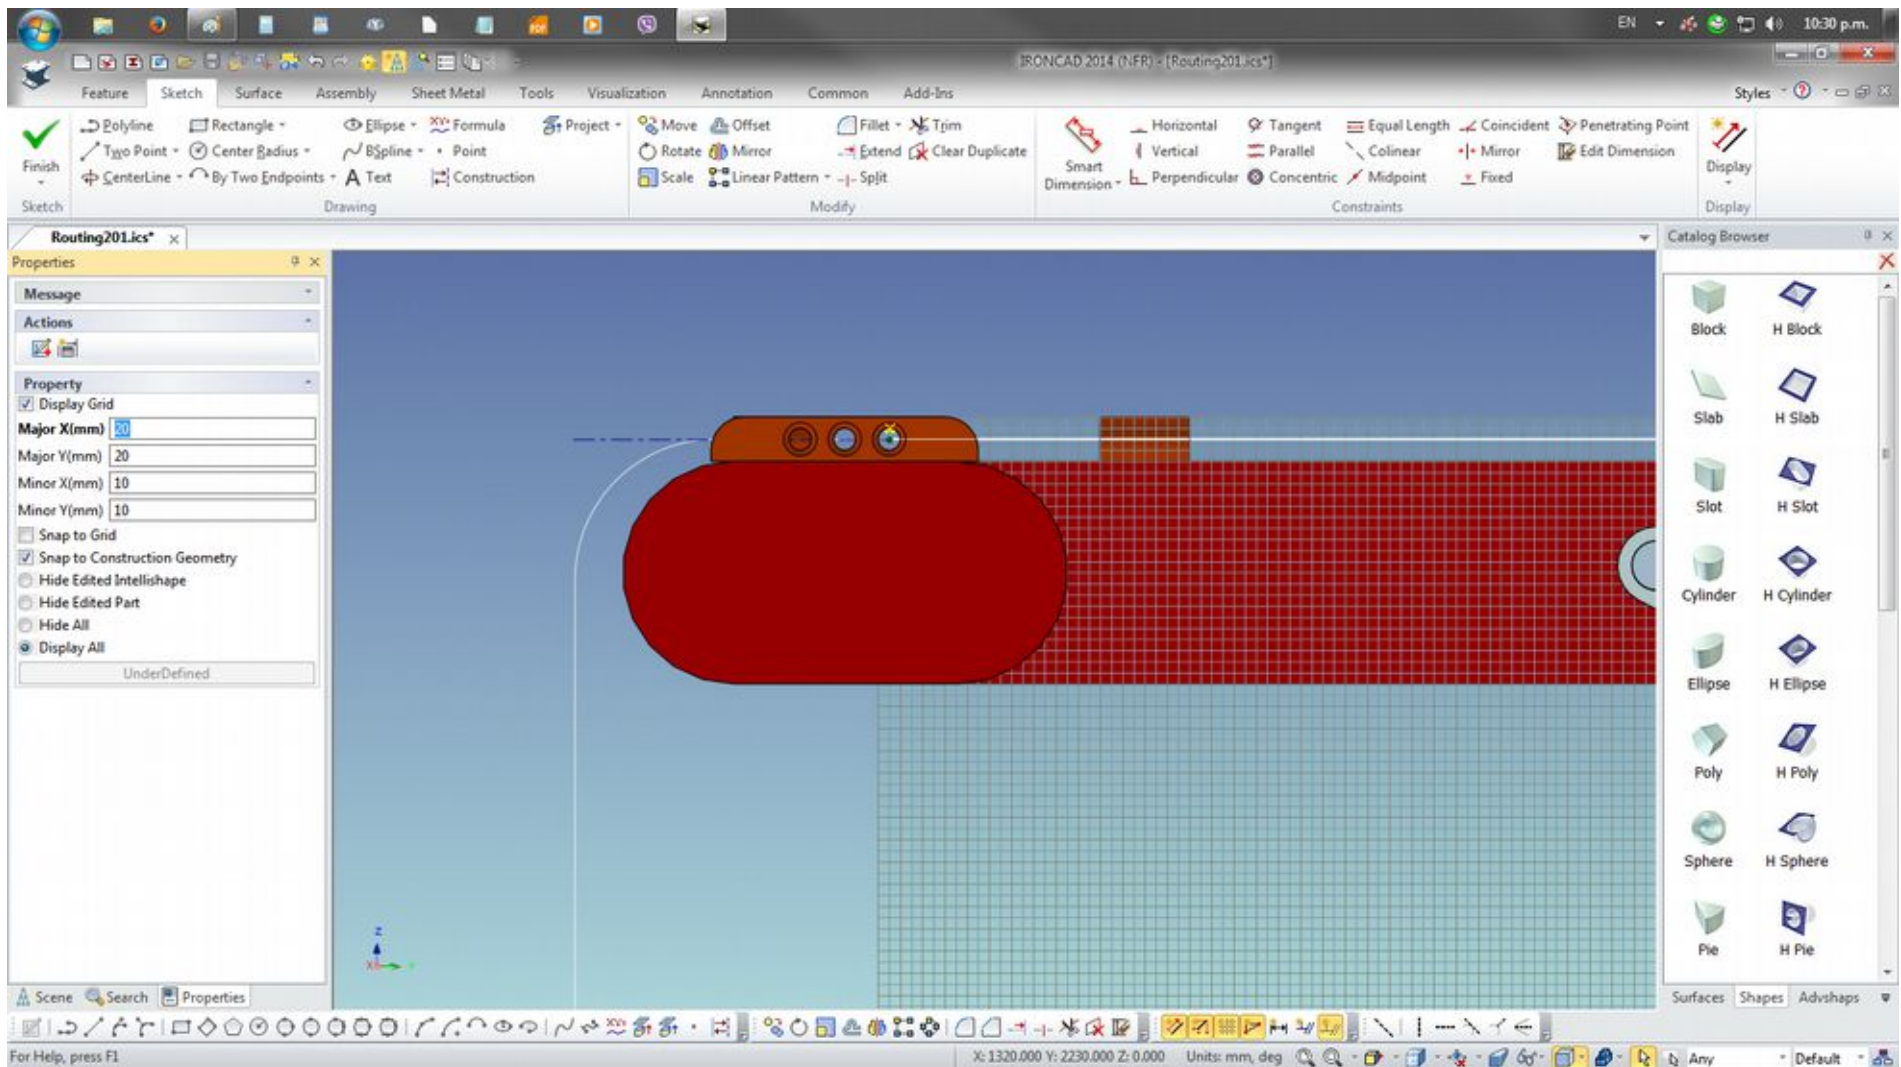 EN 10:30 p.m.
IRONCAD 2014 (NFR) - [Routing201.ics*]
Feature Sketch Surface Assembly Sheet Metal Tools Visualization Annotation Common Add-Ins Styles
Polyline Rectangle Ellipse Formula Project Move Offset Fillet Trim Horizontal Tangent Equal Length Coincident Penetrating Point
Finish Two Point Center Radius BSpline Point Rotate Mirror Extend Clear Duplicate Smart Dimension Vertical Parallel Colinear Mirror Edit Dimension Display
CenterLine By Two Endpoints Text Construction Scale Linear Pattern Split Perpendicular Concentric Midpoint Fixed
Sketch Drawing Modify Constraints Display
Routing201.ics* Catalog Browser
Properties
Message
Actions
Property
Display Grid
Major X(mm) 20
Major Y(mm) 20
Minor X(mm) 10
Minor Y(mm) 10
Snap to Grid
Snap to Construction Geometry
Hide Edited Intellishape
Hide Edited Part
Hide All
Display All
UnderDefined
Block H Block
Slab H Slab
Slot H Slot
Cylinder H Cylinder
Ellipse H Ellipse
Poly H Poly
Sphere H Sphere
Pie H Pie
Z
X
Scene Search Properties Surfaces Shapes Advshaps
For Help, press F1 X: 1320.000 Y: 2230.000 Z: 0.000 Units: mm, deg Any Default